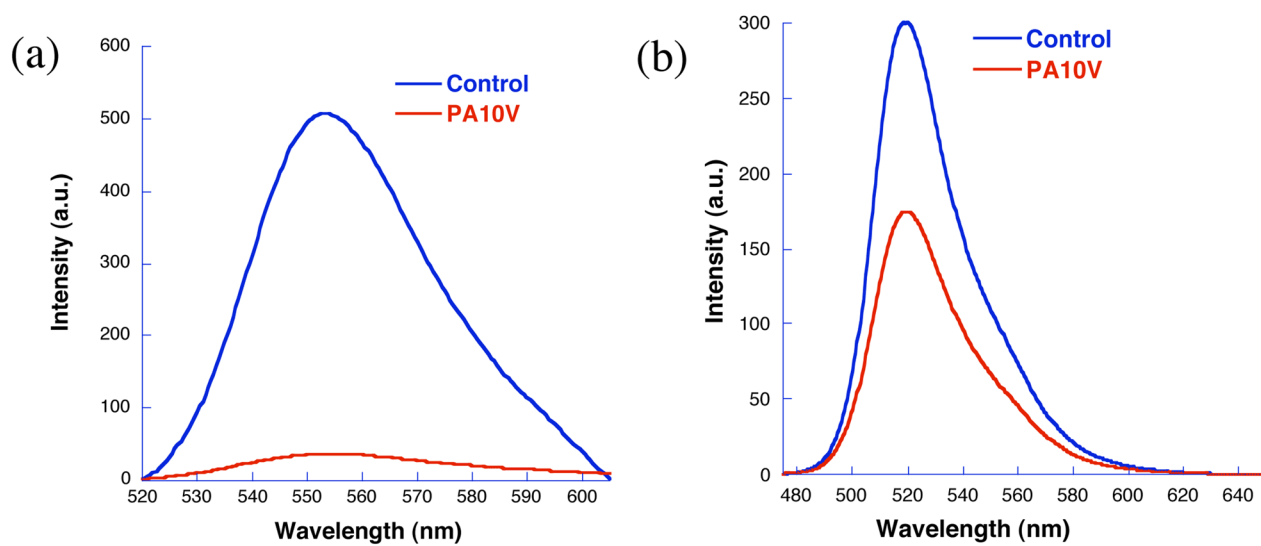 (a)
600
500
400
300
200
100
0
520 530 540 550 560 570 580 590 600
Intensity (a.u.)
Wavelength (nm)
Control
PA10V
(b)
300
250
200
150
100
50
0
480 500 520 540 560 580 600 620 640
Intensity (a.u.)
Wavelength (nm)
Control
PA10V